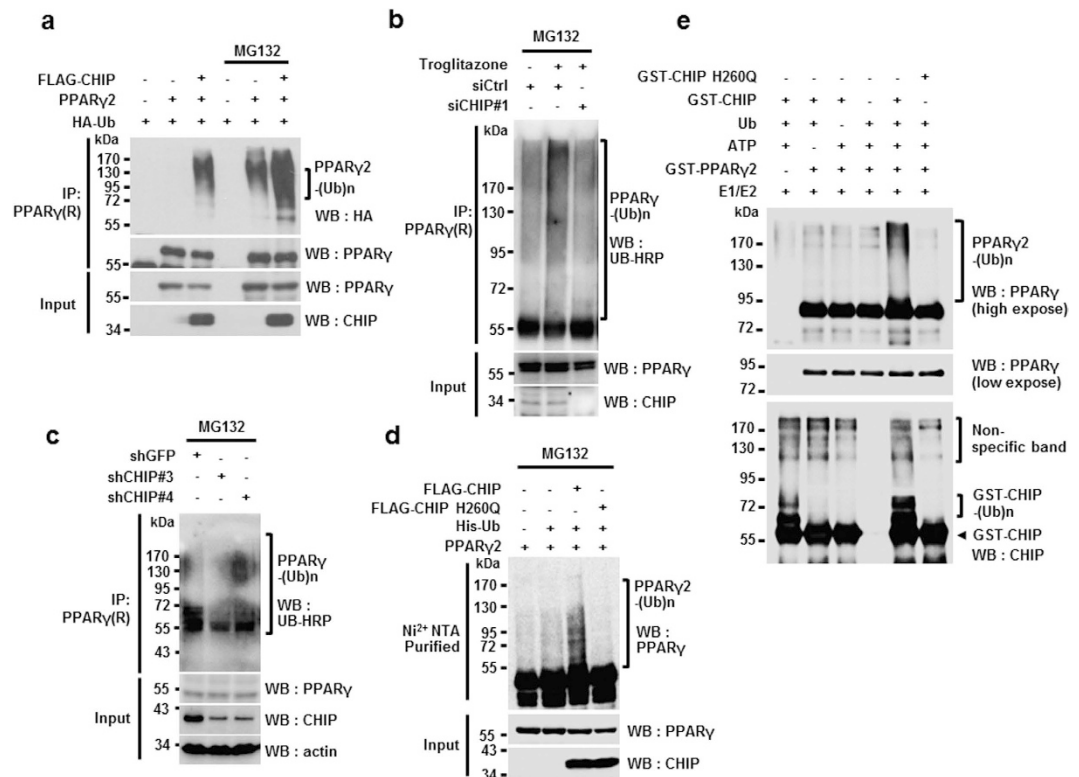 a
MG132
FLAG-CHIP - - + - - +
PPARγ2 - + + - + +
HA-Ub + + + + + +
kDa
170
130
95
72
55
IP:
PPARγ(R)
PPARγ2
-(Ub)n
WB : HA
55
WB : PPARγ
Input
55
WB : PPARγ
34
WB : CHIP
b
MG132
Troglitazone - + +
siCtrl + + -
siCHIP#1 - - +
kDa
170
130
95
72
55
IP:
PPARγ(R)
PPARγ
-(Ub)n
WB :
UB-HRP
Input
55
WB : PPARγ
34
WB : CHIP
c
MG132
shGFP + - -
shCHIP#3 - + -
shCHIP#4 - - +
kDa
170
130
95
72
55
43
IP:
PPARγ(R)
PPARγ
-(Ub)n
WB :
UB-HRP
Input
55
WB : PPARγ
43
WB : CHIP
34
WB : actin
d
MG132
FLAG-CHIP - - + -
FLAG-CHIP H260Q - - - +
His-Ub - + + +
PPARγ2 + + + +
kDa
170
130
95
72
55
Ni2+ NTA
Purified
PPARγ2
-(Ub)n
WB :
PPARγ
Input
55
WB : PPARγ
43
34
WB : CHIP
e
GST-CHIP H260Q - - - - - +
GST-CHIP + + + - + -
Ub + - + + + +
ATP + + - + + +
GST-PPARγ2 - + + + + +
E1/E2 + + + + + +
kDa
170
130
95
72
PPARγ2
-(Ub)n
WB : PPARγ
(high expose)
95
72
WB : PPARγ
(low expose)
170
130
95
72
55
Non-
specific band
GST-CHIP
-(Ub)n
◄ GST-CHIP
WB : CHIP